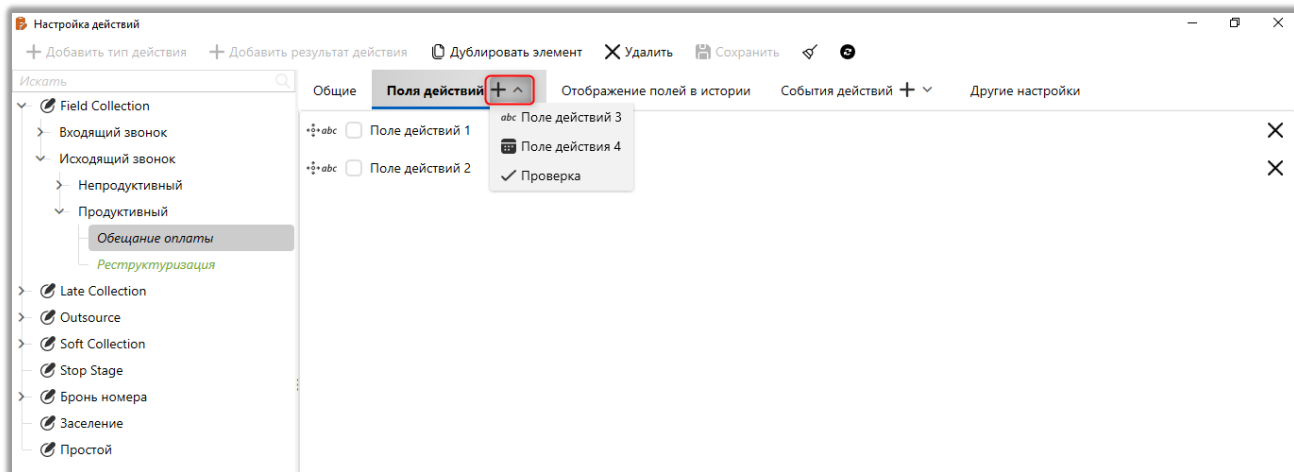 Настройка действий
Добавить тип действия Добавить результат действия Дублировать элемент Удалить Сохранить
Искать
Общие Поля действий Отображение полей в истории События действий Другие настройки
Field Collection
Входящий звонок
Исходящий звонок
Непродуктивный
Продуктивный
Обещание оплаты
Реструктуризация
Late Collection
Outsource
Soft Collection
Stop Stage
Бронь номера
Заселение
Простой
abc Поле действий 1
abc Поле действий 2
abc Поле действий 3
Поле действия 4
Проверка